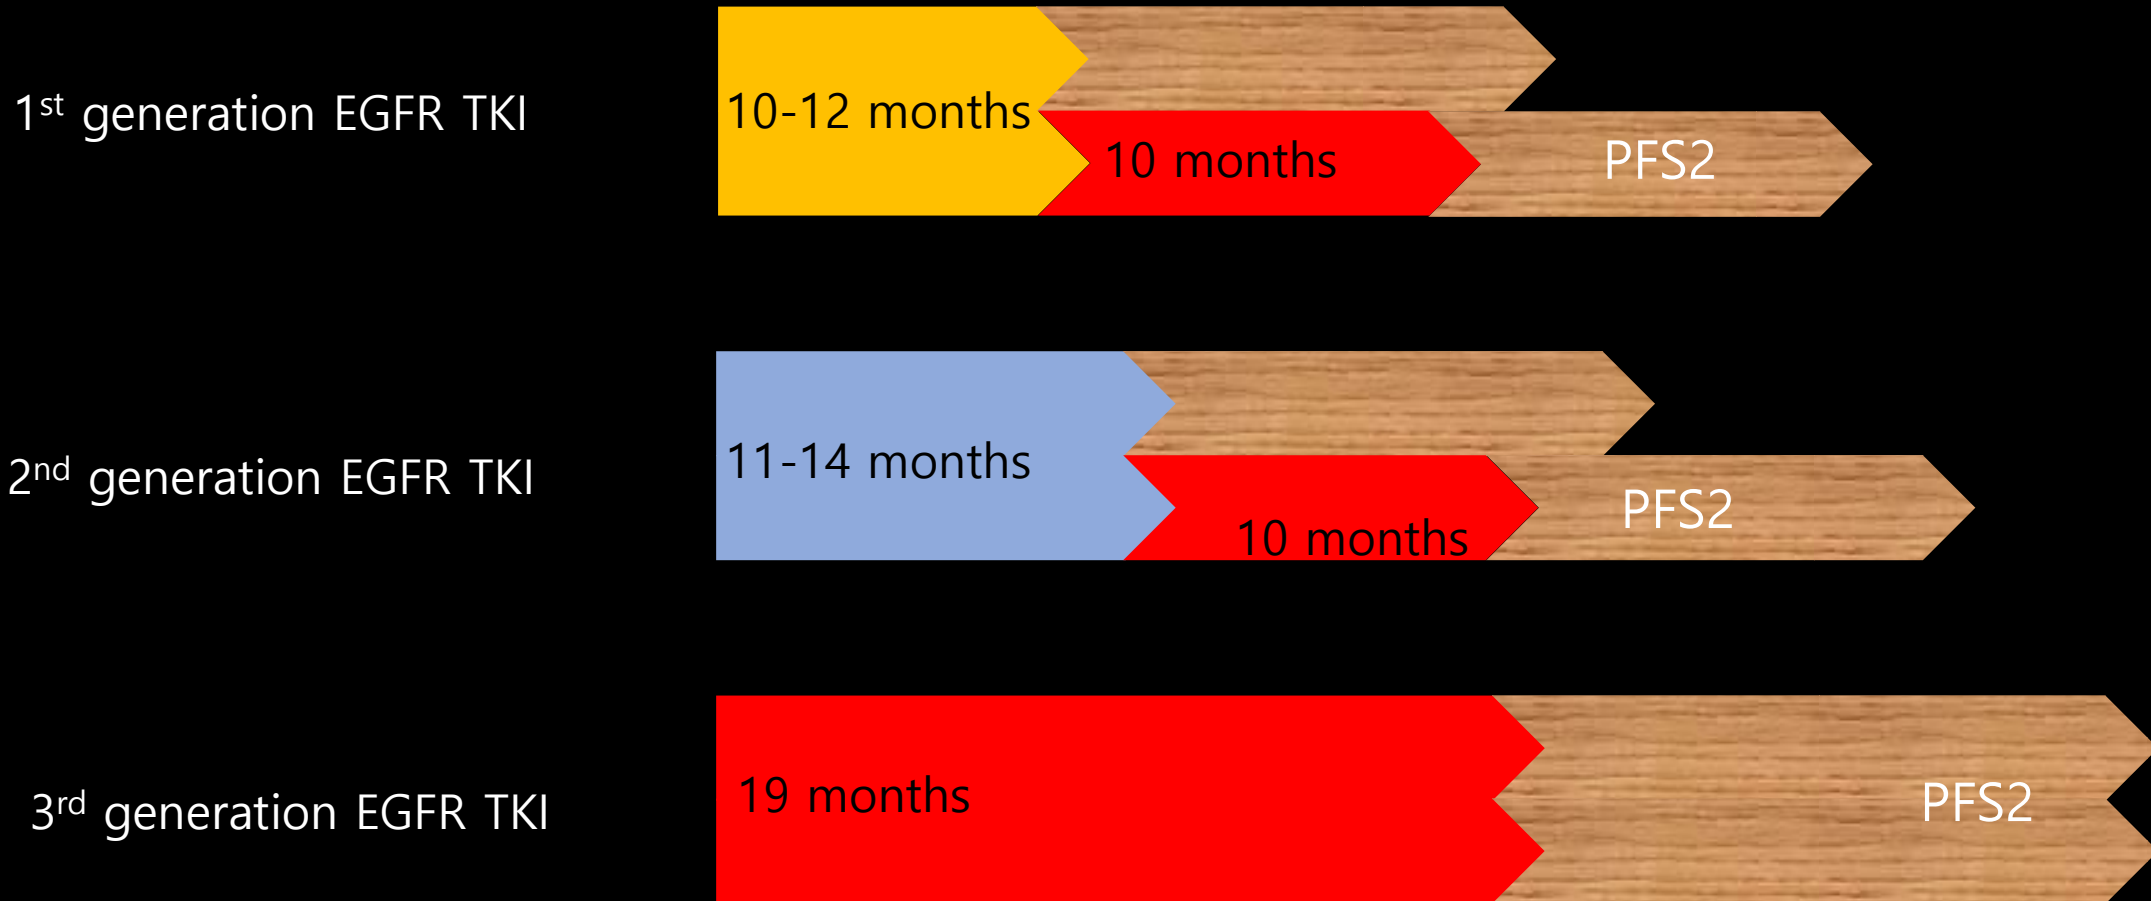 1st generation EGFR TKI
10-12 months
10 months
PFS2
2nd generation EGFR TKI
11-14 months
10 months
PFS2
3rd generation EGFR TKI
19 months
PFS2